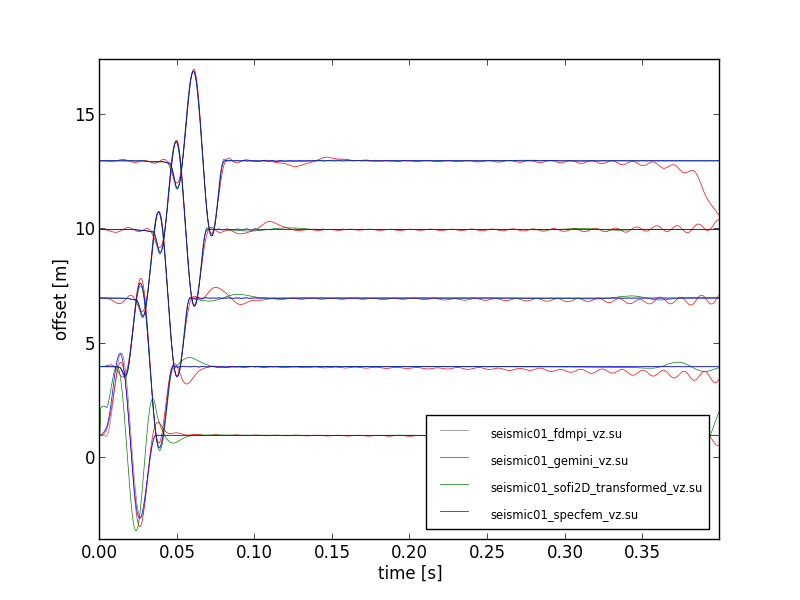 15
10
5
0
offset [m]
seismic01_fdmpi_vz.su
seismic01_gemini_vz.su
seismic01_sofi2D_transformed_vz.su
seismic01_specfem_vz.su
0.00 0.05 0.10 0.15 0.20 0.25 0.30 0.35
time [s]